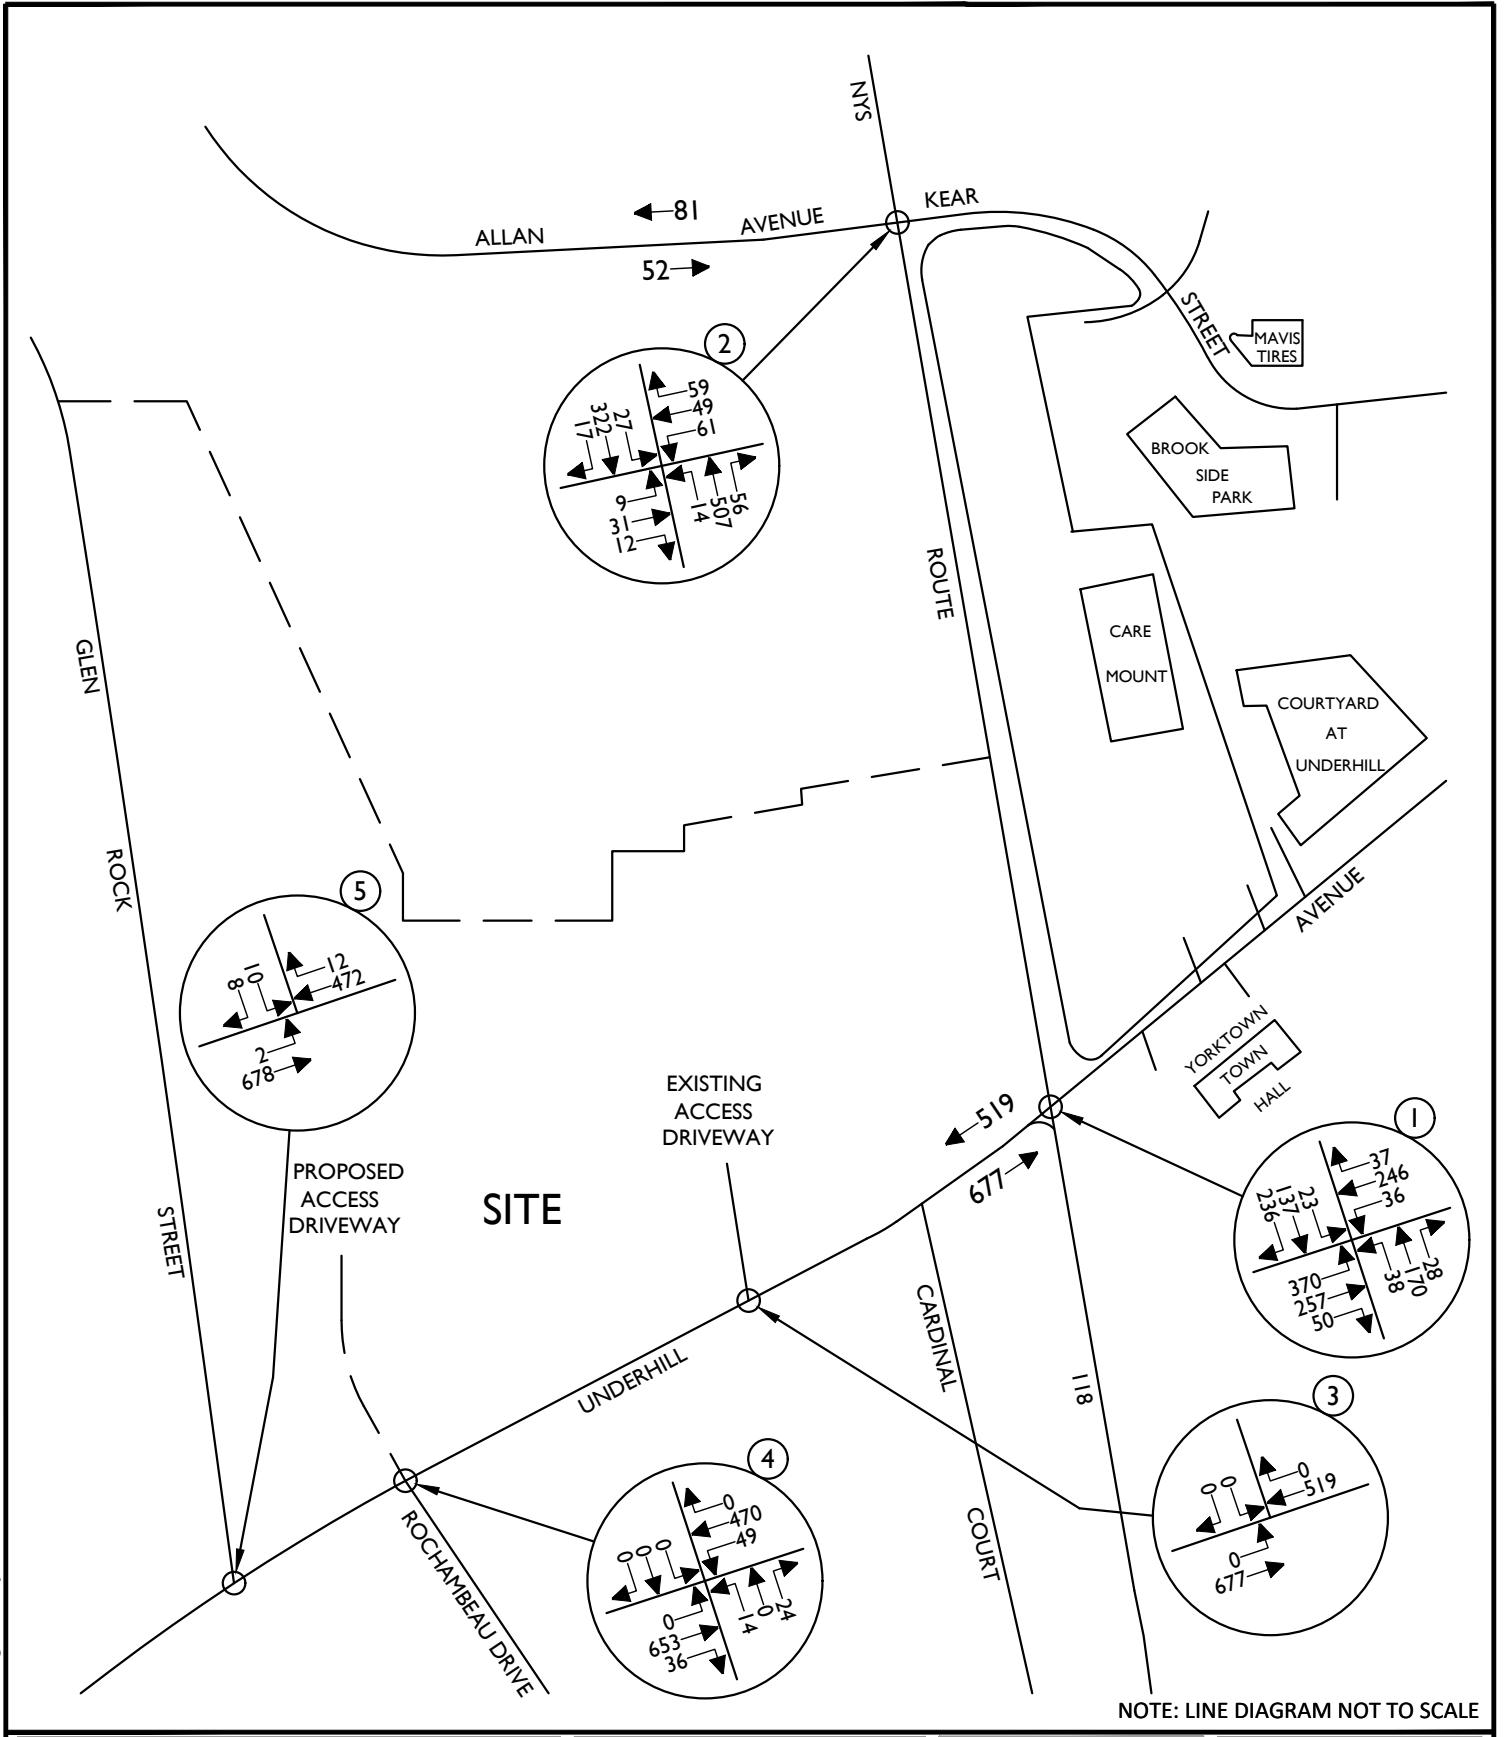 NYS
KEAR
81
ALLAN
AVENUE
52
STREET
MAVIS
TIRES
2
59
49
61
17
322
27
9
31
12
14
507
56
BROOK
SIDE
PARK
ROUTE
CARE
MOUNT
COURTYARD
AT
UNDERHILL
GLEN
ROCK
STREET
5
8
10
12
472
2
678
AVENUE
YORKTOWN
TOWN
HALL
EXISTING
ACCESS
DRIVEWAY
519
677
PROPOSED
ACCESS
DRIVEWAY
SITE
1
37
246
36
236
137
23
370
257
50
38
170
28
CARDINAL
COURT
118
UNDERHILL
3
0
0
0
519
0
677
4
0
470
49
0
0
0
0
653
36
14
0
24
ROCHAMBEAU DRIVE
NOTE: LINE DIAGRAM NOT TO SCALE